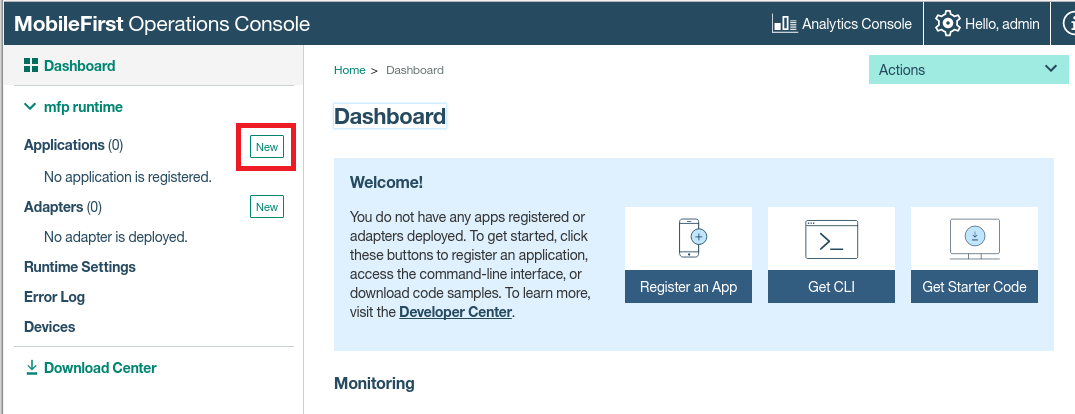 MobileFirst Operations Console
Analytics Console
Hello, admin
Dashboard
mfp runtime
Applications (0)
New
No application is registered.
Adapters (0)
New
No adapter is deployed.
Runtime Settings
Error Log
Devices
Download Center
Home > Dashboard
Actions
Dashboard
Welcome!
You do not have any apps registered or
adapters deployed. To get started, click
these buttons to register an application,
access the command-line interface, or
download code samples. To learn more,
visit the Developer Center.
Register an App
Get CLI
Get Starter Code
Monitoring